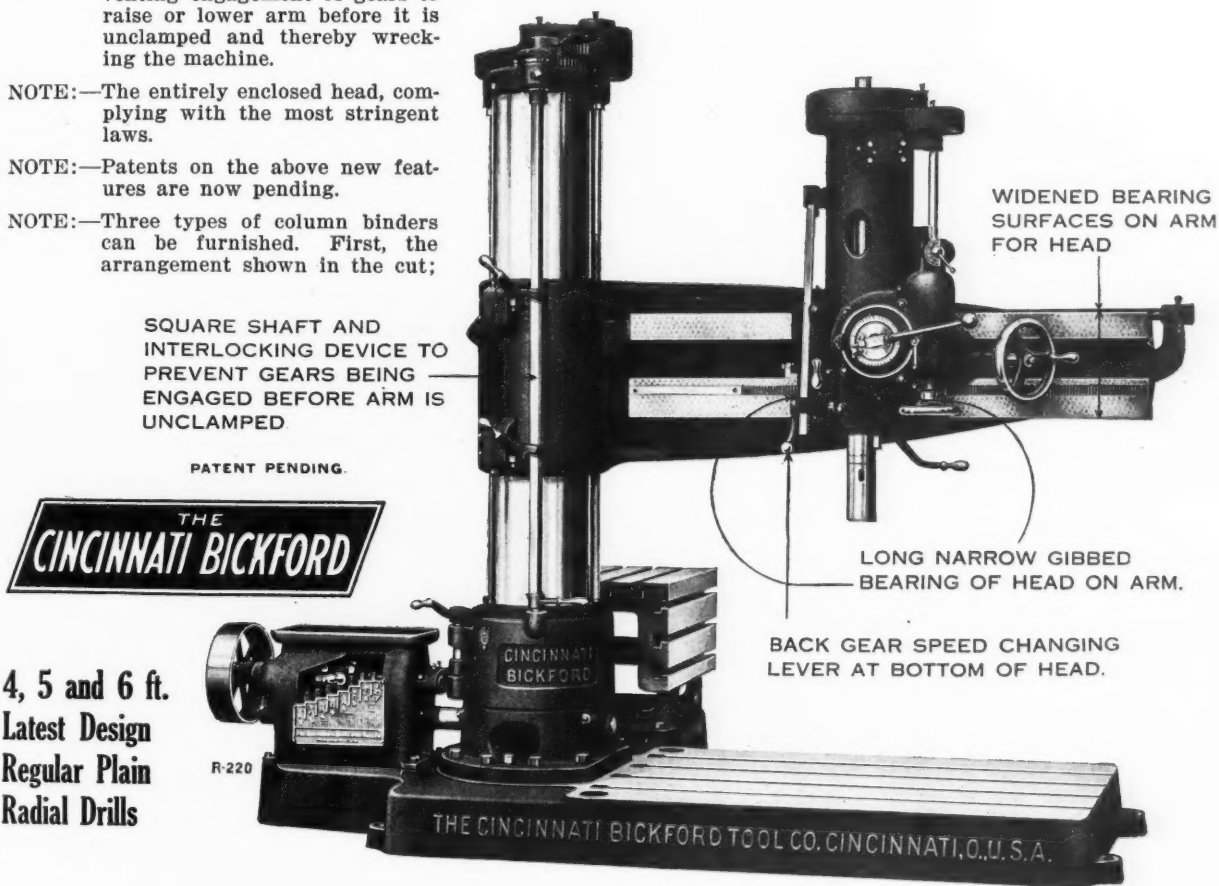 raise or lower arm before it is
unclamped and thereby wreck-
ing the machine.
NOTE:—The entirely enclosed head, com-
plying with the most stringent
laws.
NOTE:—Patents on the above new feat-
ures are now pending.
NOTE:—Three types of column binders
can be furnished. First, the
arrangement shown in the cut;
SQUARE SHAFT AND
INTERLOCKING DEVICE TO
PREVENT GEARS BEING
ENGAGED BEFORE ARM IS
UNCLAMPED.
PATENT PENDING.
WIDENED BEARING
SURFACES ON ARM
FOR HEAD
LONG NARROW GIBBED
BEARING OF HEAD ON ARM.
BACK GEAR SPEED CHANGING
LEVER AT BOTTOM OF HEAD.
THE
CINCINNATI BICKFORD
4, 5 and 6 ft.
Latest Design
Regular Plain
Radial Drills
R-220
CINCINNATI
BICKFORD
THE CINCINNATI BICKFORD TOOL CO. CINCINNATI, O., U.S.A.